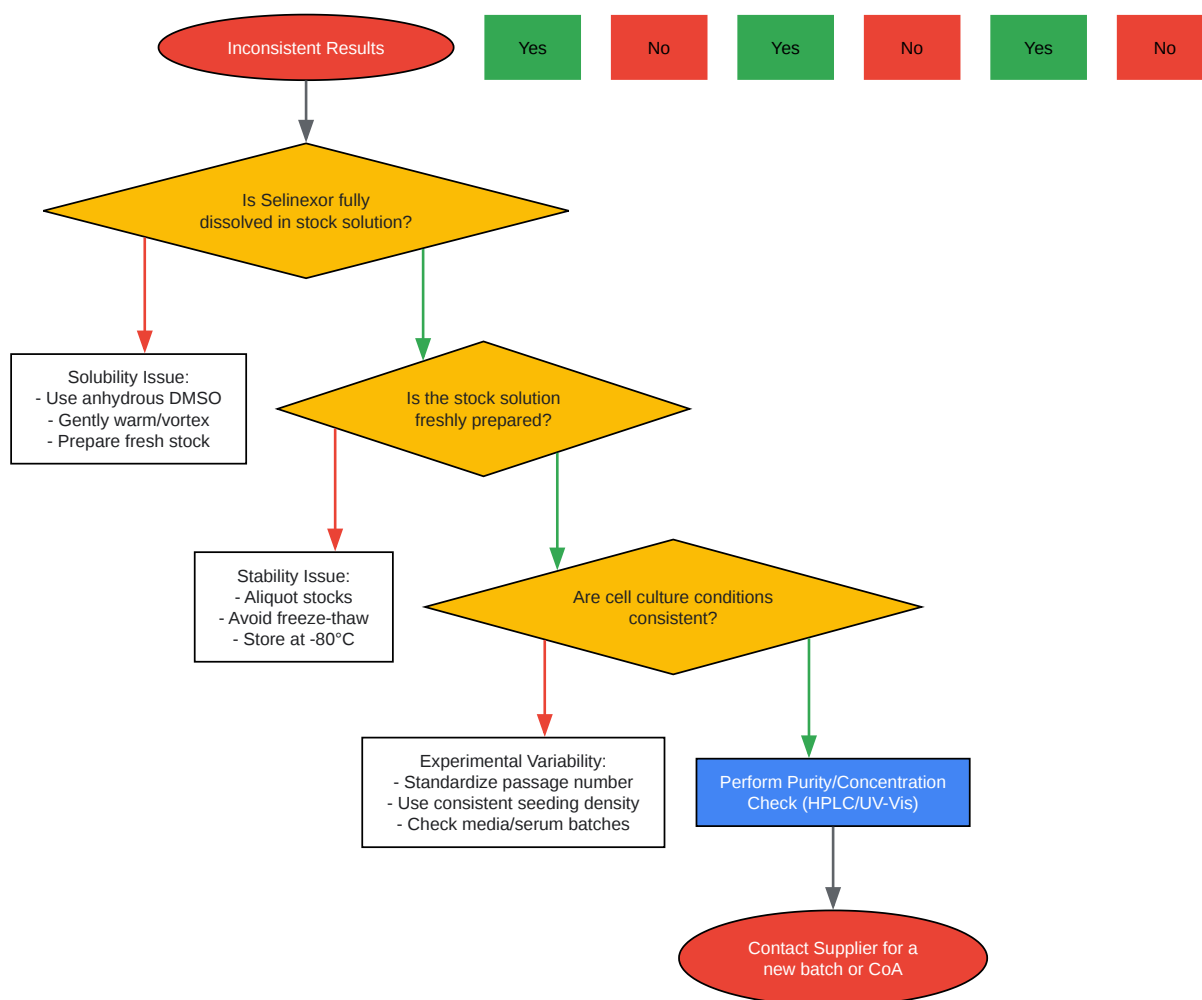 Inconsistent Results
Yes
No
Yes
No
Yes
No
Is Selinexor fully
dissolved in stock solution?
Solubility Issue:
- Use anhydrous DMSO
- Gently warm/vortex
- Prepare fresh stock
Is the stock solution
freshly prepared?
Stability Issue:
- Aliquot stocks
- Avoid freeze-thaw
- Store at -80°C
Are cell culture conditions
consistent?
Experimental Variability:
- Standardize passage number
- Use consistent seeding density
- Check media/serum batches
Perform Purity/Concentration
Check (HPLC/UV-Vis)
Contact Supplier for a
new batch or CoA